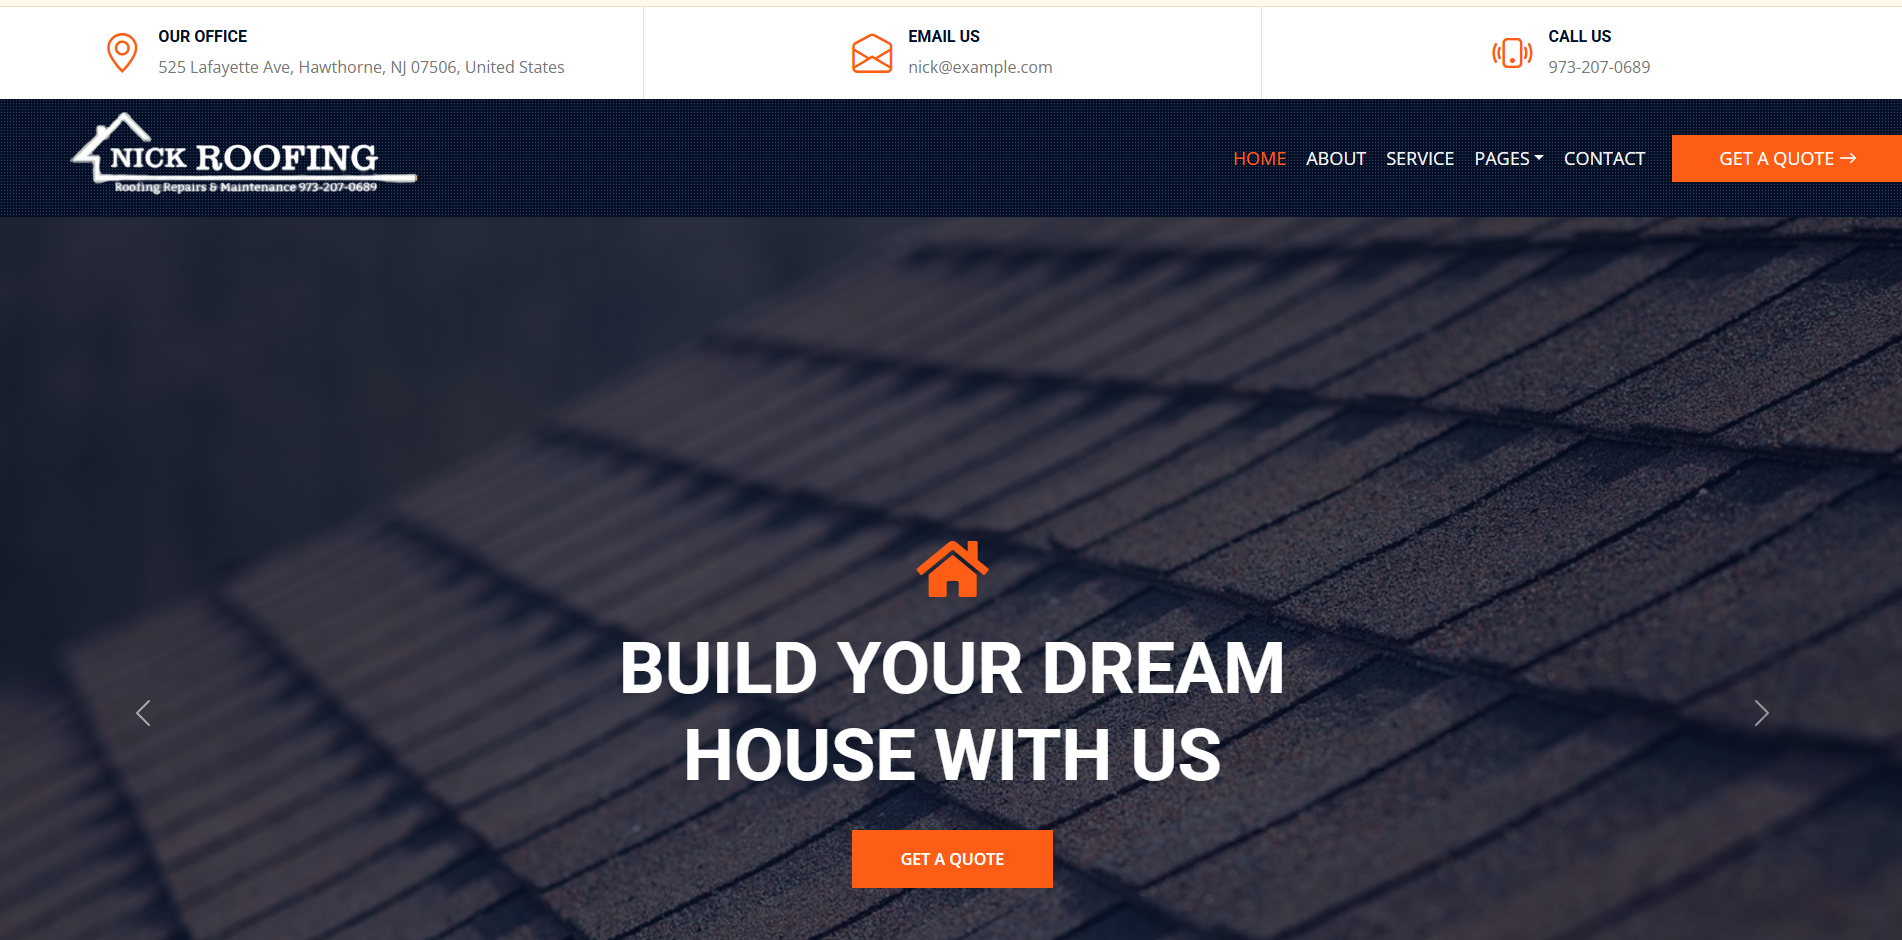 OUR OFFICE
525 Lafayette Ave, Hawthorne, NJ 07506, United States
EMAIL US
nick@example.com
CALL US
973-207-0689
NICK ROOFING
Roofing Repairs & Maintenance 973-207-0689
HOME ABOUT SERVICE PAGES CONTACT GET A QUOTE →
BUILD YOUR DREAM
HOUSE WITH US
GET A QUOTE